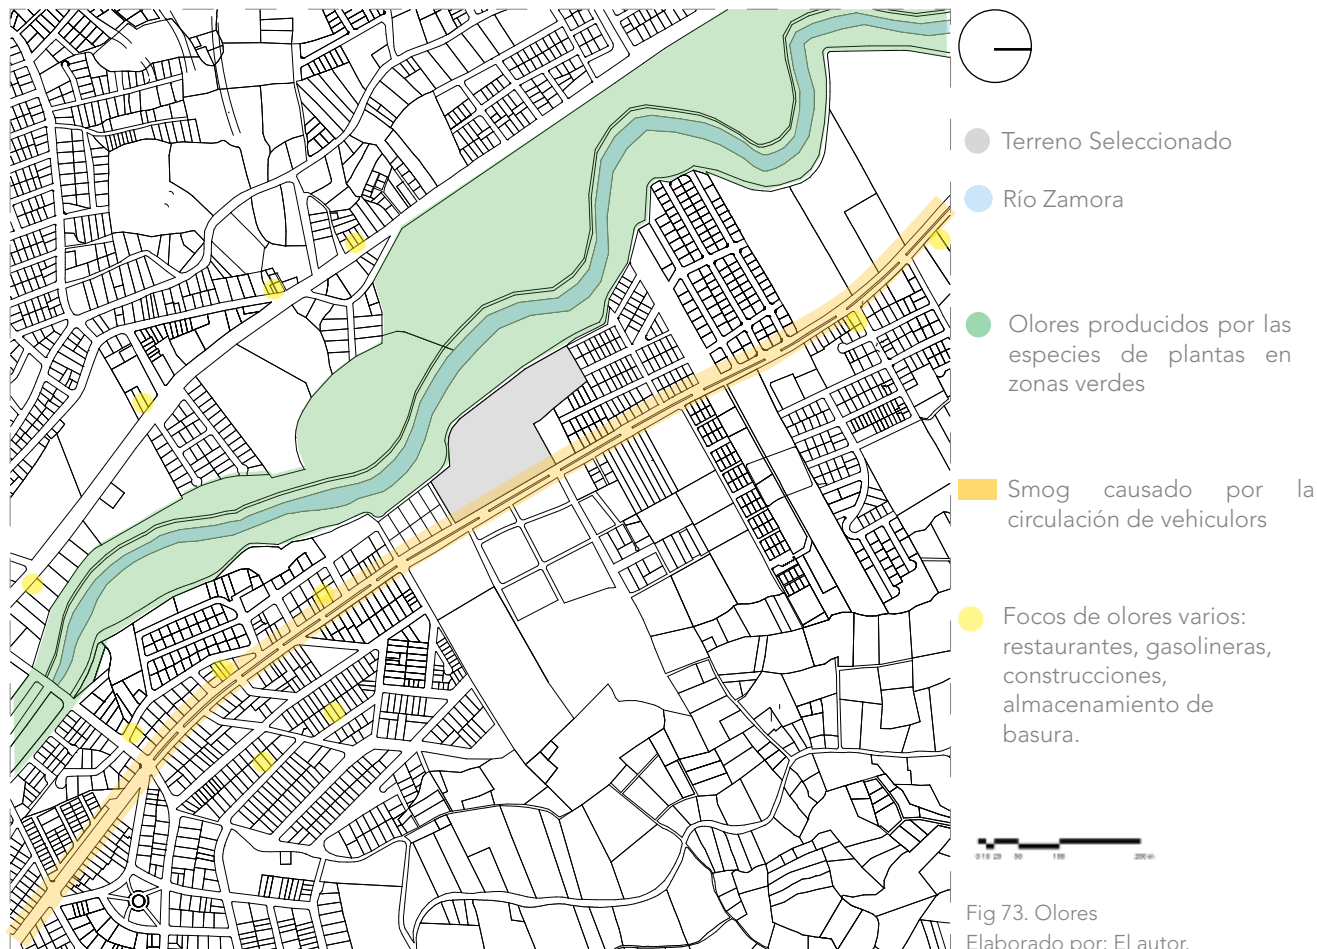 Terreno Seleccionado
Río Zamora
Olores producidos por las
especies de plantas en
zonas verdes
Smog causado por la
circulación de vehiculors
Focos de olores varios:
restaurantes, gasolineras,
construcciones,
almacenamiento de
basura.
Fig 73. Olores
Elaborado por: El autor.